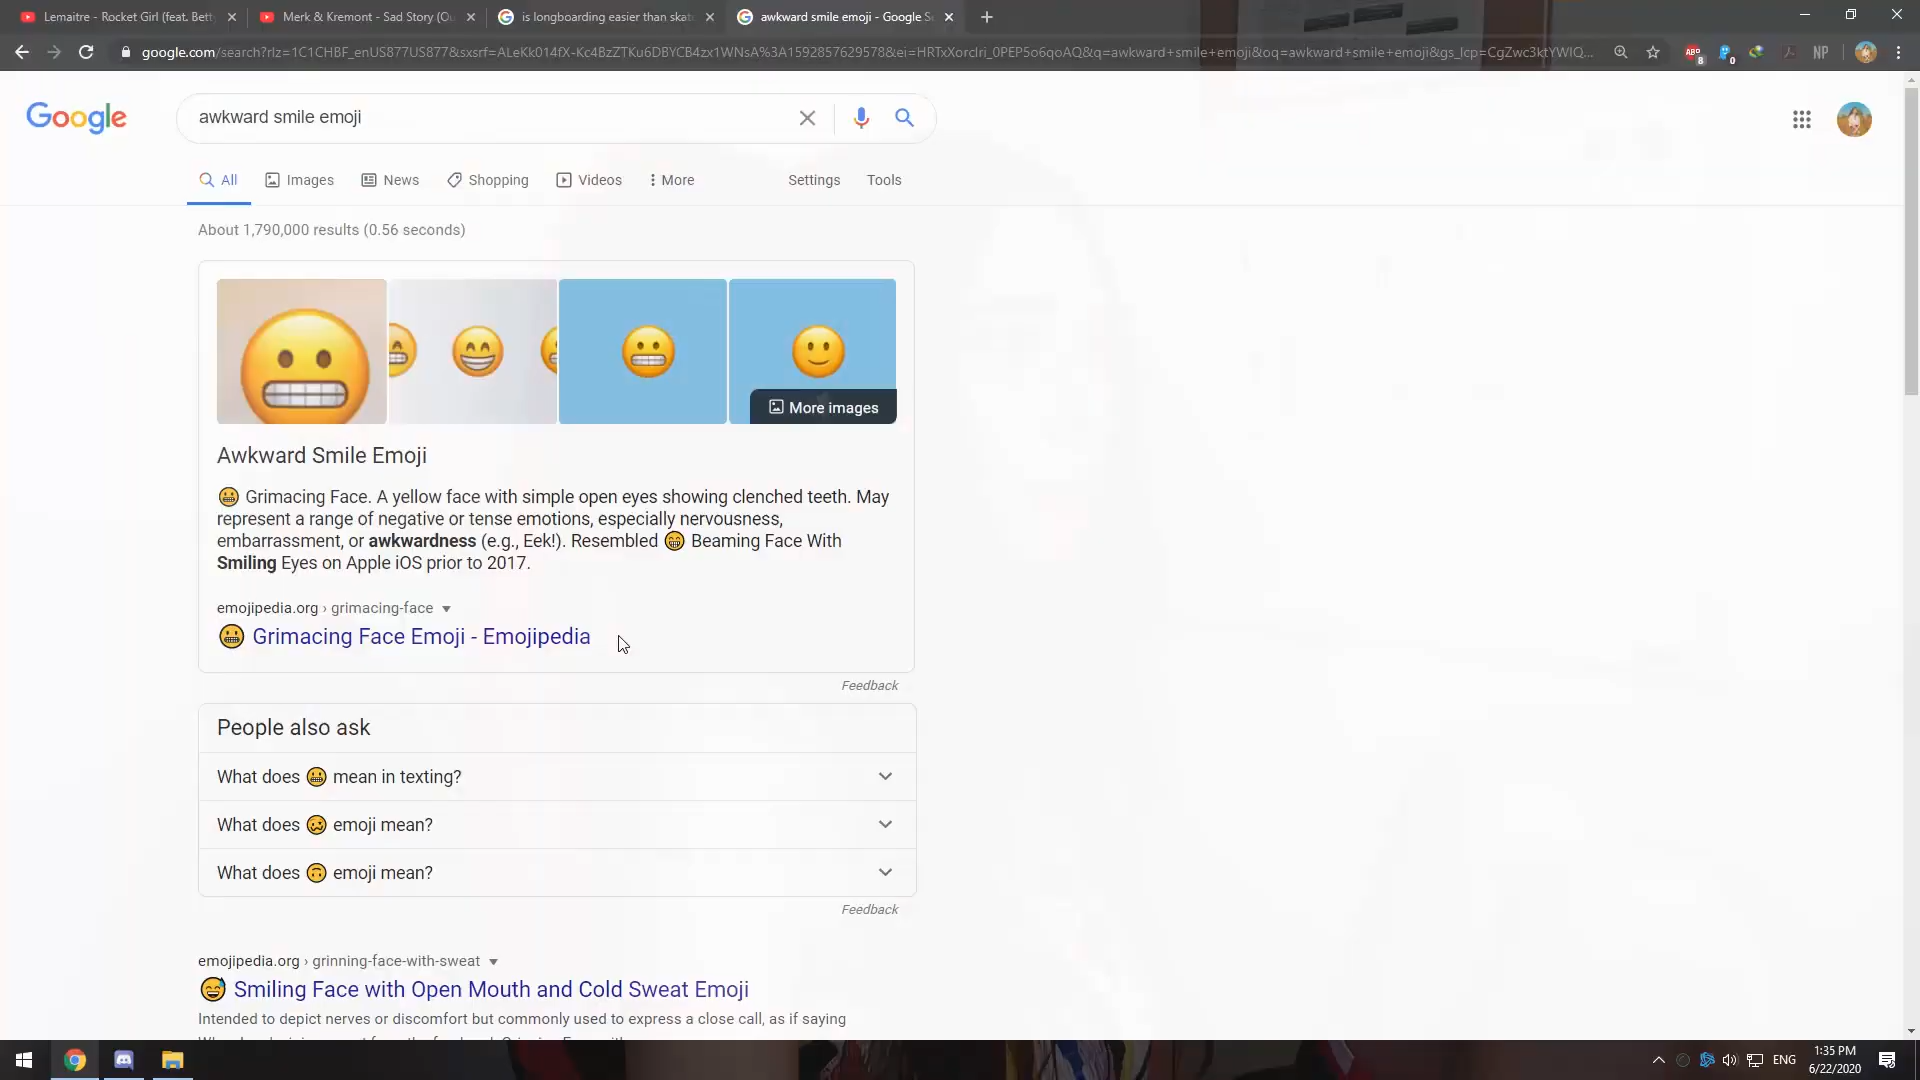 Lemaitre - Rocket Girl (feat. Bett
Merk & Kremont - Sad Story (Ou
is longboarding easier than skat
awkward smile emoji - Google Se
google.com/search?rlz=1C1CHBF_enUS877US877&sxsrf=ALeKk014fX-Kc4BzZTKu6DBYCB4zx1WNsA%3A1592857629578&ei=HRTxXorcIri_0PEP5o6qoAQ&q=awkward+smile+emoji&oq=awkward+smile+emoji&gs_lcp=CgZwc3ktYWIQ...
ABP
8
0
NP
Google
awkward smile emoji
All
Images
News
Shopping
Videos
More
Settings
Tools
About 1,790,000 results (0.56 seconds)
More images
Awkward Smile Emoji
😬 Grimacing Face. A yellow face with simple open eyes showing clenched teeth. May
represent a range of negative or tense emotions, especially nervousness,
embarrassment, or awkwardness (e.g., Eek!). Resembled 😁 Beaming Face With
Smiling Eyes on Apple iOS prior to 2017.
emojipedia.org › grimacing-face
😬 Grimacing Face Emoji - Emojipedia
Feedback
People also ask
What does 😬 mean in texting?
What does 🥴 emoji mean?
What does 🙃 emoji mean?
Feedback
emojipedia.org › grinning-face-with-sweat
😅 Smiling Face with Open Mouth and Cold Sweat Emoji
Intended to depict nerves or discomfort but commonly used to express a close call, as if saying
ENG
1:35 PM
6/22/2020